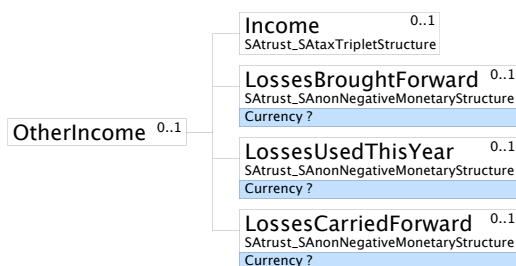 Income 0..1
SAtrust_SAtaxTripletStructure
LossesBroughtForward 0..1
SAtrust_SAnonNegativeMonetaryStructure
Currency ?
OtherIncome 0..1
LossesUsedThisYear 0..1
SAtrust_SAnonNegativeMonetaryStructure
Currency ?
LossesCarriedForward 0..1
SAtrust_SAnonNegativeMonetaryStructure
Currency ?